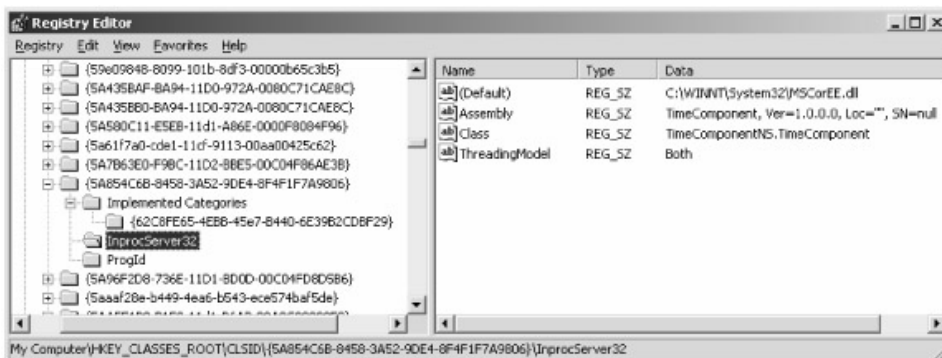 Registry Editor
Registry Edit View Favorites Help
{59e09848-8099-101b-8df3-00000b65c3b5}
{5A435BAF-BA94-11D0-972A-0080C71CAE8C}
{5A435BB0-BA94-11D0-972A-0080C71CAE8C}
{5A580C11-E5EB-11d1-A86E-0000F8084F96}
{5a61f7a0-cde1-11cf-9113-00aa00425c62}
{5A7B63E0-F9BC-11D2-BBE5-00C04F86AE3B}
{5A854C6B-8458-3A52-9DE4-8F4F1F7A9806}
Implemented Categories
{62C8FE65-4EBB-45e7-B440-6E39B2CDBF29}
InprocServer32
ProgId
{5A96F2D8-736E-11D1-BD0D-00C04FD8D5B6}
{5aaaf28e-b449-4ea6-b543-ece574baf5de}
Name Type Data
(Default) REG_SZ C:\WINNT\System32\MSCorEE.dll
Assembly REG_SZ TimeComponent, Ver=1.0.0.0, Loc="", SN=null
Class REG_SZ TimeComponentNS.TimeComponent
ThreadingModel REG_SZ Both
My Computer\HKEY_CLASSES_ROOT\CLSID\{5A854C6B-8458-3A52-9DE4-8F4F1F7A9806}\InprocServer32